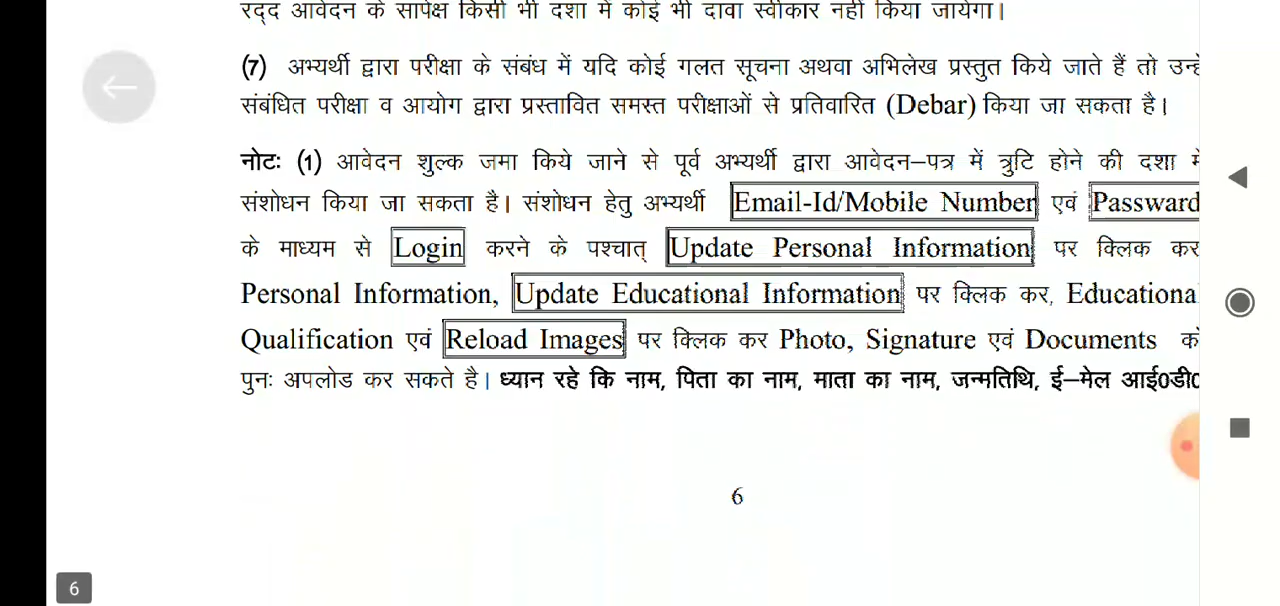 रद्द आवेदन के सापेक्ष किसी भी दशा में कोई भी दावा स्वीकार नहीं किया जायेगा।
(7) अभ्यर्थी द्वारा परीक्षा के संबंध में यदि कोई गलत सूचना अथवा अभिलेख प्रस्तुत किये जाते हैं तो उन्हे
संबंधित परीक्षा व आयोग द्वारा प्रस्तावित समस्त परीक्षाओं से प्रतिवारित (Debar) किया जा सकता है।
नोटः (1) आवेदन शुल्क जमा किये जाने से पूर्व अभ्यर्थी द्वारा आवेदन–पत्र में त्रुटि होने की दशा में
संशोधन किया जा सकता है। संशोधन हेतु अभ्यर्थी Email-Id/Mobile Number एवं Passward
के माध्यम से Login करने के पश्चात् Update Personal Information पर क्लिक कर
Personal Information, Update Educational Information पर क्लिक कर, Educational
Qualification एवं Reload Images पर क्लिक कर Photo, Signature एवं Documents को
पुनः अपलोड कर सकते है। ध्यान रहे कि नाम, पिता का नाम, माता का नाम, जन्मतिथि, ई–मेल आई0डी0
6
6